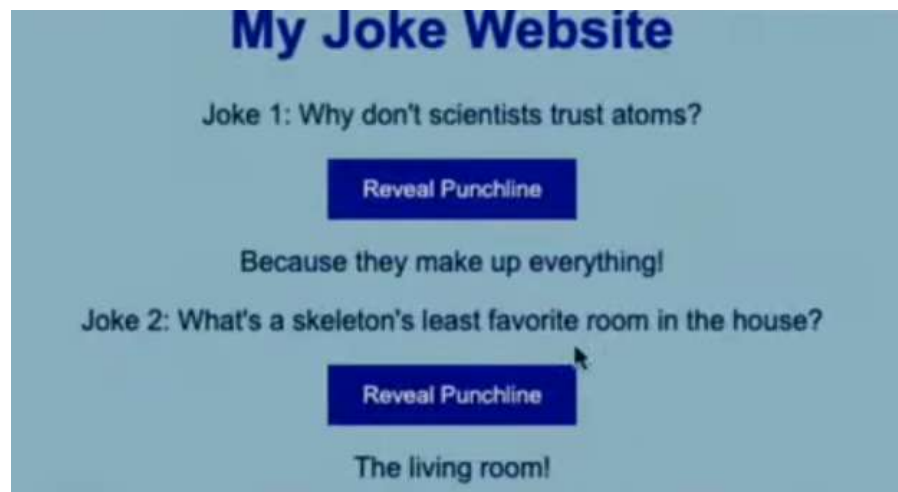 My Joke Website
Joke 1: Why don't scientists trust atoms?
Reveal Punchline
Because they make up everything!
Joke 2: What's a skeleton's least favorite room in the house?
Reveal Punchline
The living room!